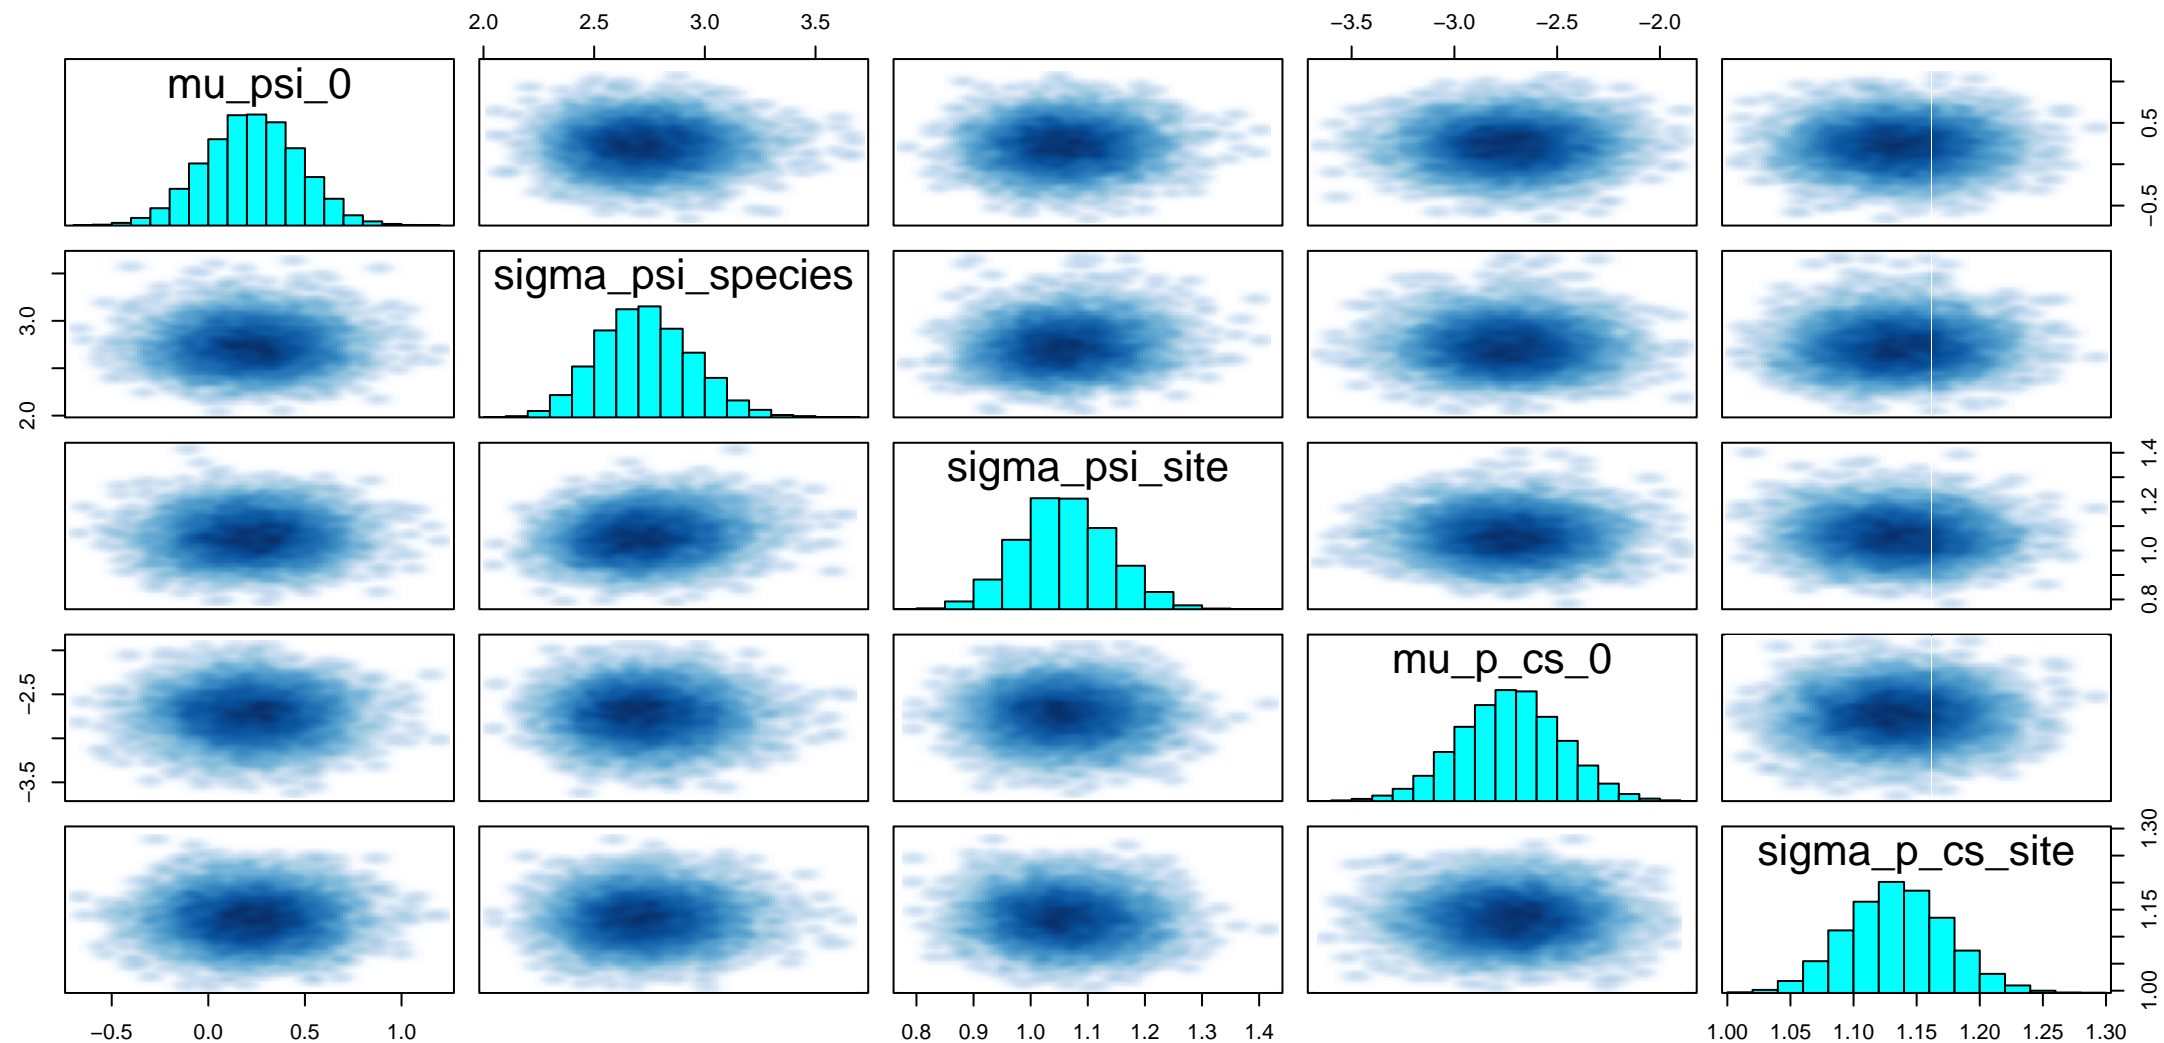 2.0 2.5 3.0 3.5 −3.5 −3.0 −2.5 −2.0
mu_psi_0
−0.5 0.5
sigma_psi_species
2.0 3.0
sigma_psi_site
0.8 1.0 1.2 1.4
mu_p_cs_0
−3.5 −2.5
sigma_p_cs_site
1.00 1.15 1.30
−0.5 0.0 0.5 1.0 0.8 0.9 1.0 1.1 1.2 1.3 1.4 1.00 1.05 1.10 1.15 1.20 1.25 1.30